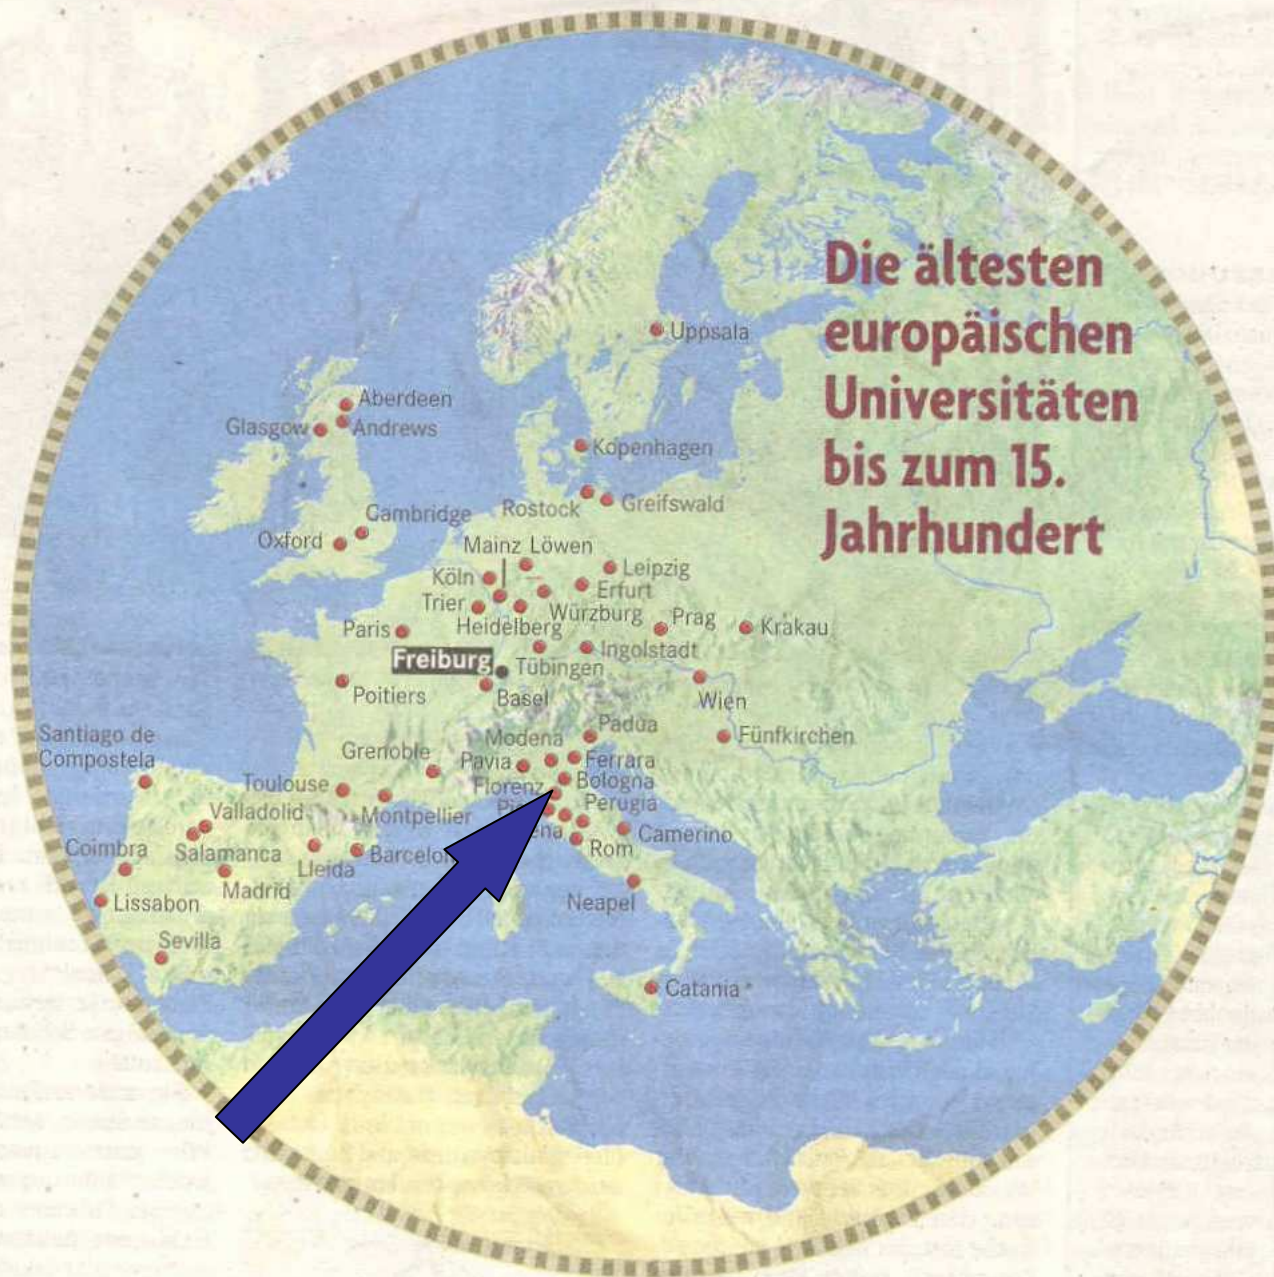 Die ältesten
europäischen
Universitäten
bis zum 15.
Jahrhundert
Uppsala
Aberdeen
Glasgow
Andrews
Kopenhagen
Rostock
Greifswald
Cambridge
Oxford
Mainz
Löwen
Köln
Leipzig
Erfurt
Trier
Würzburg
Heidelberg
Prag
Krakau
Paris
Ingolstadt
Freiburg
Tübingen
Poitiers
Basel
Wien
Padua
Fünfkirchen
Modena
Santiago de
Compostela
Grenoble
Pavia
Ferrara
Toulouse
Florenz
Bologna
Valladolid
Montpellier
Perugia
Camerino
Coimbra
Salamanca
Lleida
Barcelon
Rom
Madrid
Lissabon
Neapel
Sevilla
Catania